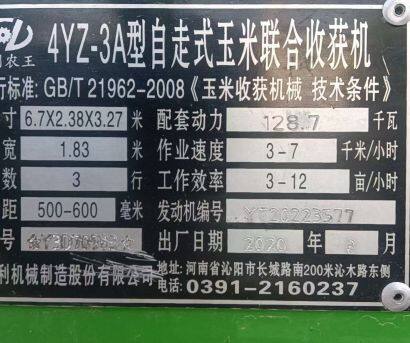 4YZ-3A型自走式玉米联合收获机
农王
行标准: GB/T 21962-2008《玉米收获机械 技术条件》
寸 6.7X2.38X3.27 米 配套动力 128.7 千瓦
宽 1.83 米 作业速度 3-7 千米/小时
数 3 行 工作效率 3-12 亩/小时
距 500-600 毫米 发动机编号 YT20223577
号 出厂日期 2020 年 月
利机械制造股份有限公司 地址: 河南省沁阳市长城路南200米沁木路东侧
电话: 0391-2160237